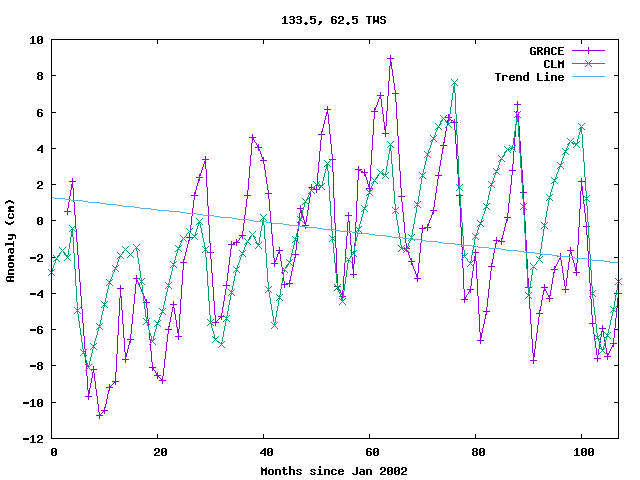 133.5, 62.5 TWS
GRACE
CLM
Trend Line
10
8
6
4
2
0
-2
-4
-6
-8
-10
-12
Anomaly (cm)
0 20 40 60 80 100
Months since Jan 2002